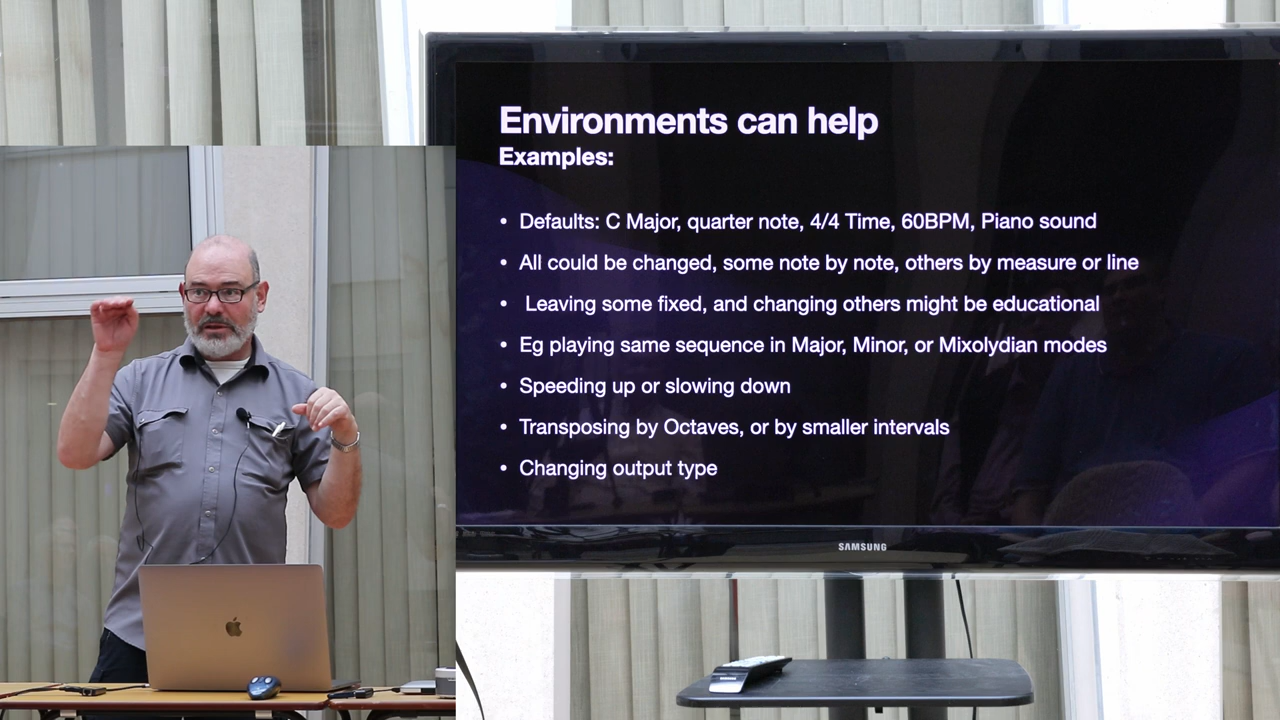 Environments can help
Examples:
• Defaults: C Major, quarter note, 4/4 Time, 60BPM, Piano sound
• All could be changed, some note by note, others by measure or line
• Leaving some fixed, and changing others might be educational
• Eg playing same sequence in Major, Minor, or Mixolydian modes
• Speeding up or slowing down
• Transposing by Octaves, or by smaller intervals
• Changing output type
SAMSUNG